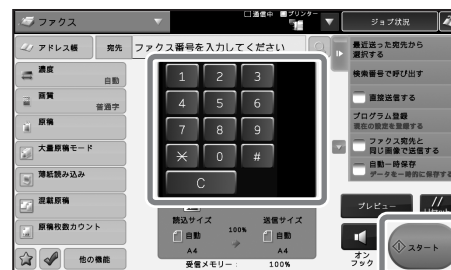 ファクス
通信中
プリンター
ジョブ状況
アドレス帳
宛先
ファクス番号を入力してください
最近送った宛先から
選択する
検索番号で呼び出す
濃度
自動
画質
普通字
原稿
大量原稿モード
薄紙読み込み
混載原稿
原稿枚数カウント
他の機能
1 2 3
4 5 6
7 8 9
0 #
C
直接送信する
プログラム登録
現在の設定を登録する
ファクス宛先と
同じ画像で送信する
自動一時保存
データを一時的に保存する
読込サイズ
自動
A4
100%
送信サイズ
自動
A4
受信メモリー: 100%
プレビュー
オン
フック
スタート